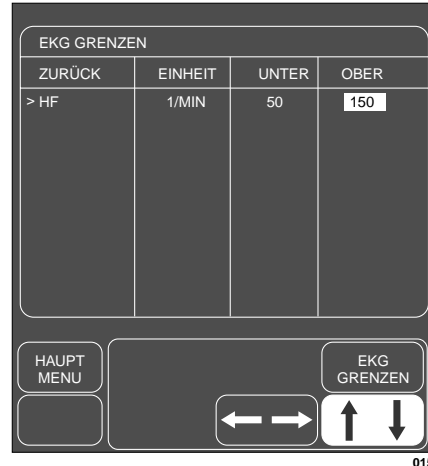 EKG GRENZEN
ZURÜCK EINHEIT UNTER OBER
> HF 1/MIN 50 150
HAUPT
MENU
EKG
GRENZEN